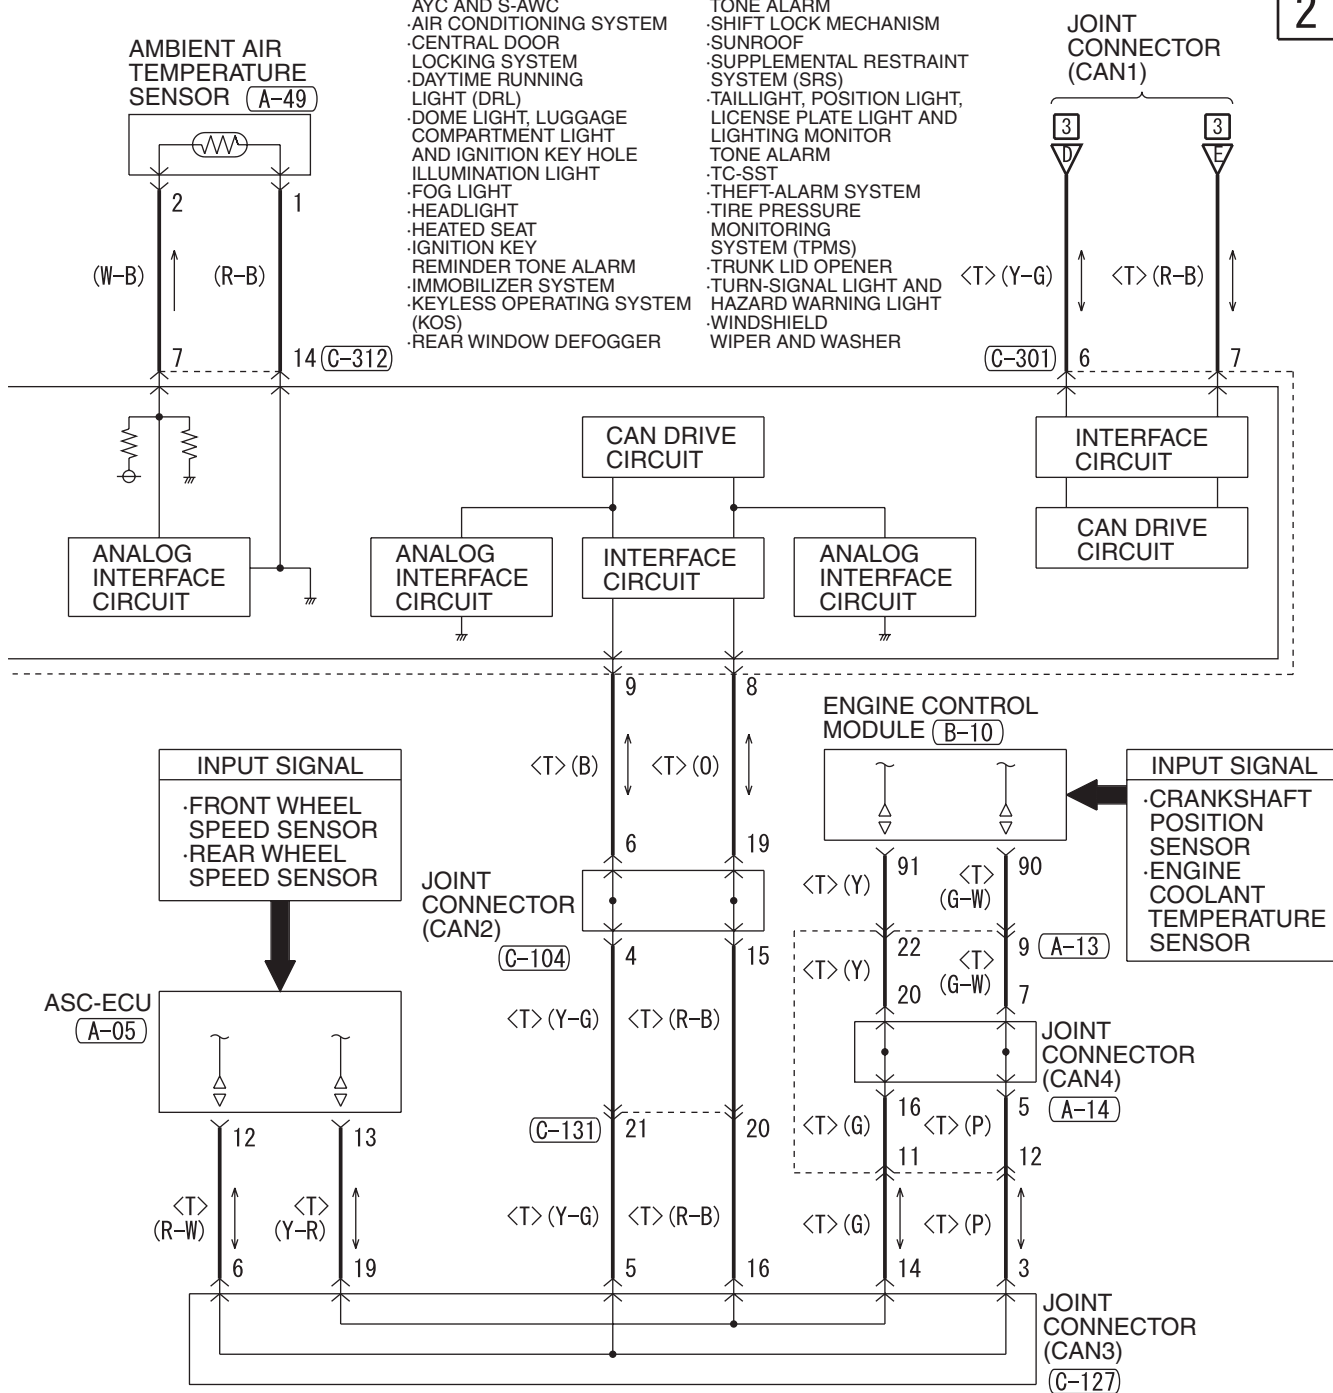 AYC AND S-AWC
·AIR CONDITIONING SYSTEM
·CENTRAL DOOR
LOCKING SYSTEM
·DAYTIME RUNNING
LIGHT (DRL)
·DOME LIGHT, LUGGAGE
COMPARTMENT LIGHT
AND IGNITION KEY HOLE
ILLUMINATION LIGHT
·FOG LIGHT
·HEADLIGHT
·HEATED SEAT
·IGNITION KEY
REMINDER TONE ALARM
·IMMOBILIZER SYSTEM
·KEYLESS OPERATING SYSTEM
(KOS)
·REAR WINDOW DEFOGGER
TONE ALARM
·SHIFT LOCK MECHANISM
·SUNROOF
·SUPPLEMENTAL RESTRAINT
SYSTEM (SRS)
·TAILLIGHT, POSITION LIGHT,
LICENSE PLATE LIGHT AND
LIGHTING MONITOR
TONE ALARM
·TC-SST
·THEFT-ALARM SYSTEM
·TIRE PRESSURE
MONITORING
SYSTEM (TPMS)
·TRUNK LID OPENER
·TURN-SIGNAL LIGHT AND
HAZARD WARNING LIGHT
·WINDSHIELD
WIPER AND WASHER
2
AMBIENT AIR
TEMPERATURE
SENSOR A-49
2 1
(W-B) (R-B)
7 14 C-312
JOINT
CONNECTOR
(CAN1)
3 3
D E
<T>(Y-G) <T>(R-B)
C-301 6 7
CAN DRIVE
CIRCUIT
INTERFACE
CIRCUIT
CAN DRIVE
CIRCUIT
ANALOG
INTERFACE
CIRCUIT
ANALOG
INTERFACE
CIRCUIT
INTERFACE
CIRCUIT
ANALOG
INTERFACE
CIRCUIT
9 8
<T>(B) <T>(O)
6 19
JOINT
CONNECTOR
(CAN2)
C-104 4 15
<T>(Y-G) <T>(R-B)
C-131 21 20
<T>(Y-G) <T>(R-B)
5 16
INPUT SIGNAL
·FRONT WHEEL
SPEED SENSOR
·REAR WHEEL
SPEED SENSOR
ASC-ECU
A-05
12 13
<T> <T>
(R-W) (Y-R)
6 19
ENGINE CONTROL
MODULE B-10
INPUT SIGNAL
·CRANKSHAFT
POSITION
SENSOR
·ENGINE
COOLANT
TEMPERATURE
SENSOR
91 90
<T>(Y) <T>
(G-W)
22 9 A-13
<T>(Y) <T>
(G-W)
20 7
JOINT
CONNECTOR
(CAN4)
A-14
16 5
<T>(G) <T>(P)
11 12
<T>(G) <T>(P)
14 3
JOINT
CONNECTOR
(CAN3)
C-127